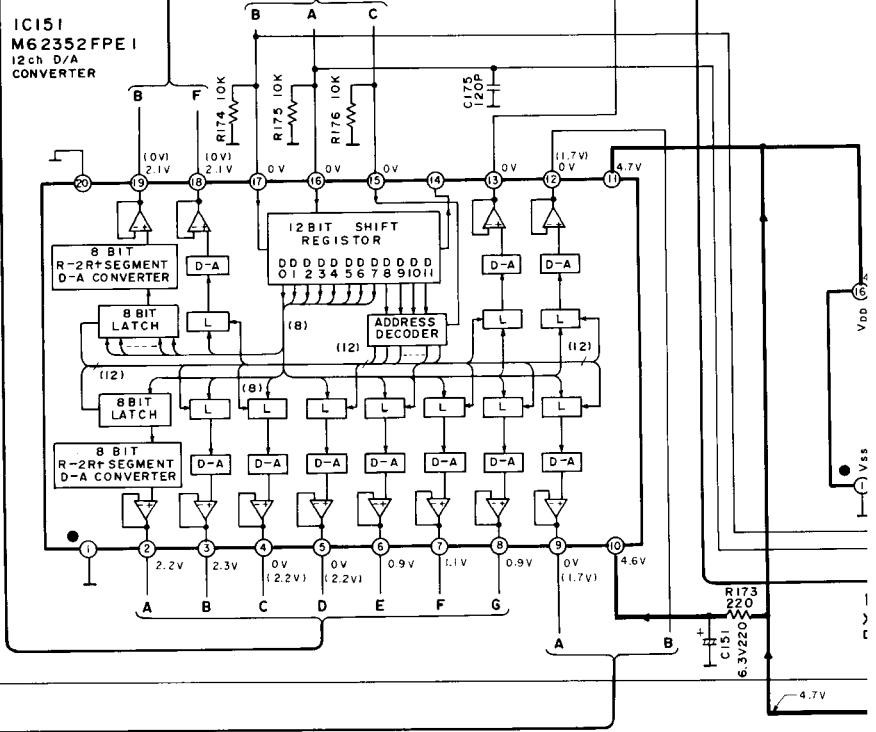 IC151
M62352FPE1
12ch D/A
CONVERTER
B A C
B F
R174 10K
R175 10K
R176 10K
C175
120P
(0V)
2.1V
(0V)
2.1V
0V
0V
0V
0V
(1.7V)
0V
4.7V
20 19 18 17 16 15 14 13 12 11
12BIT SHIFT
REGISTOR
D D D D D D D D D D D D
0 1 2 3 4 5 6 7 8 9 10 11
8 BIT
R-2R+SEGMENT
D-A CONVERTER
D-A
D-A
D-A
8 BIT
LATCH
L
(8)
ADDRESS
DECODER
L
L
(12)
(12)
(12)
(8)
8 BIT
LATCH
L L L L L L L
8 BIT
R-2R+SEGMENT
D-A CONVERTER
D-A D-A D-A D-A D-A D-A D-A
1 2 3 4 5 6 7 8 9 10
2.2V
2.3V
0V
(2.2V)
0V
(2.2V)
0.9V
1.1V
0.9V
0V
(1.7V)
4.6V
A B C D E F G
A B
R173
220
+
C151
6.3V220
4.7V
16
VDD
VSS
1